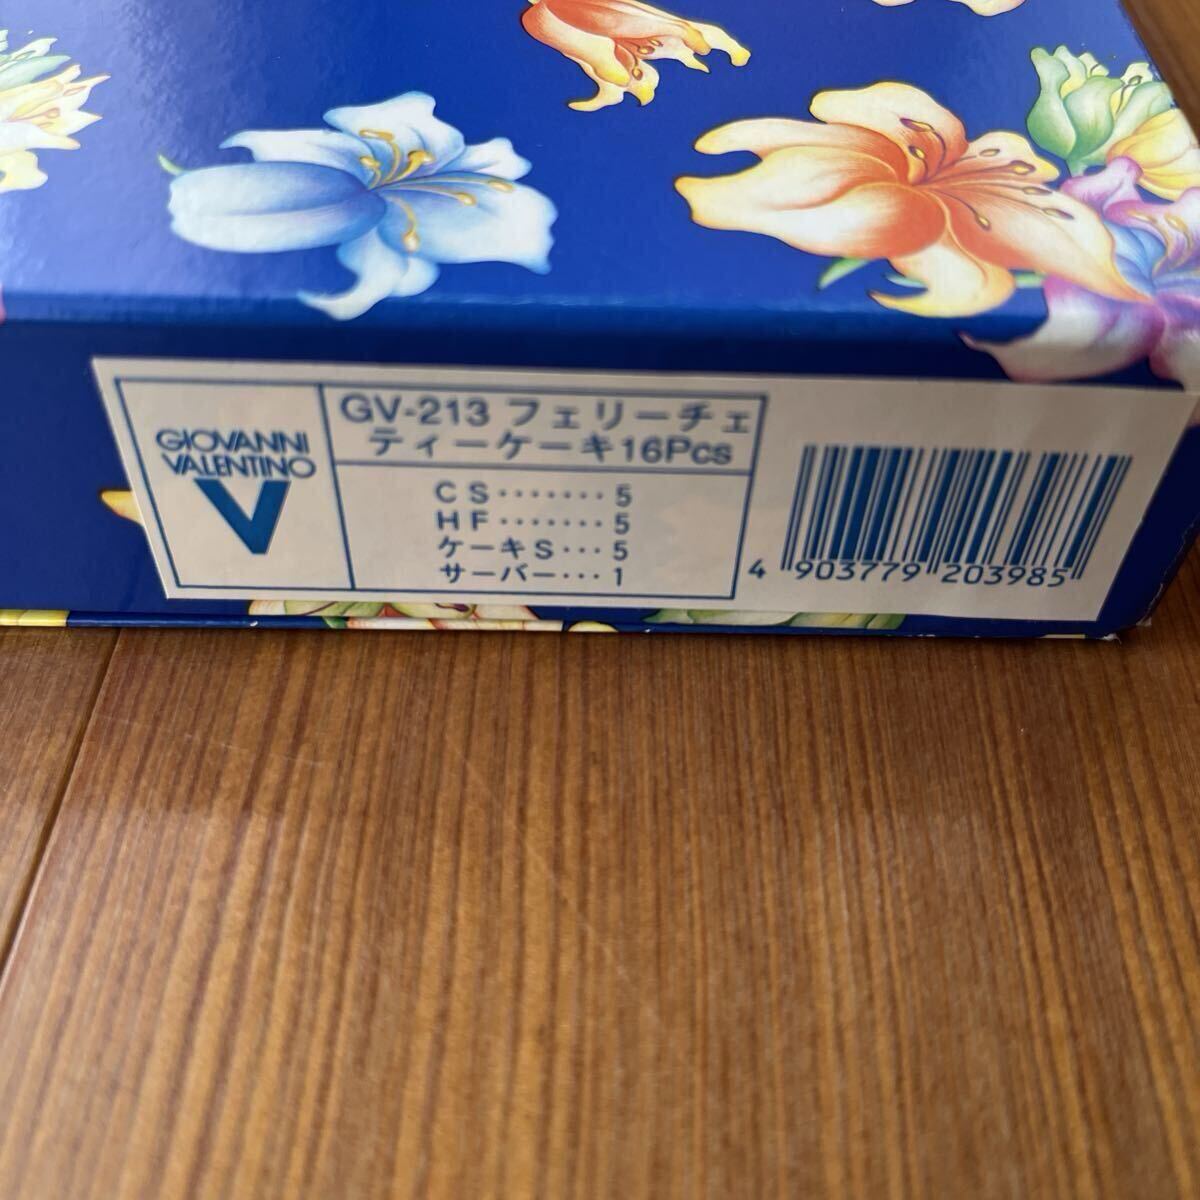 GIOVANNI
VALENTINO
V
GV-213 フェリーチェ
ティーケーキ16Pcs
CS・・・・・・・5
HF・・・・・・・5
ケーキS・・・5
サーバー・・・1
4 903779 203985